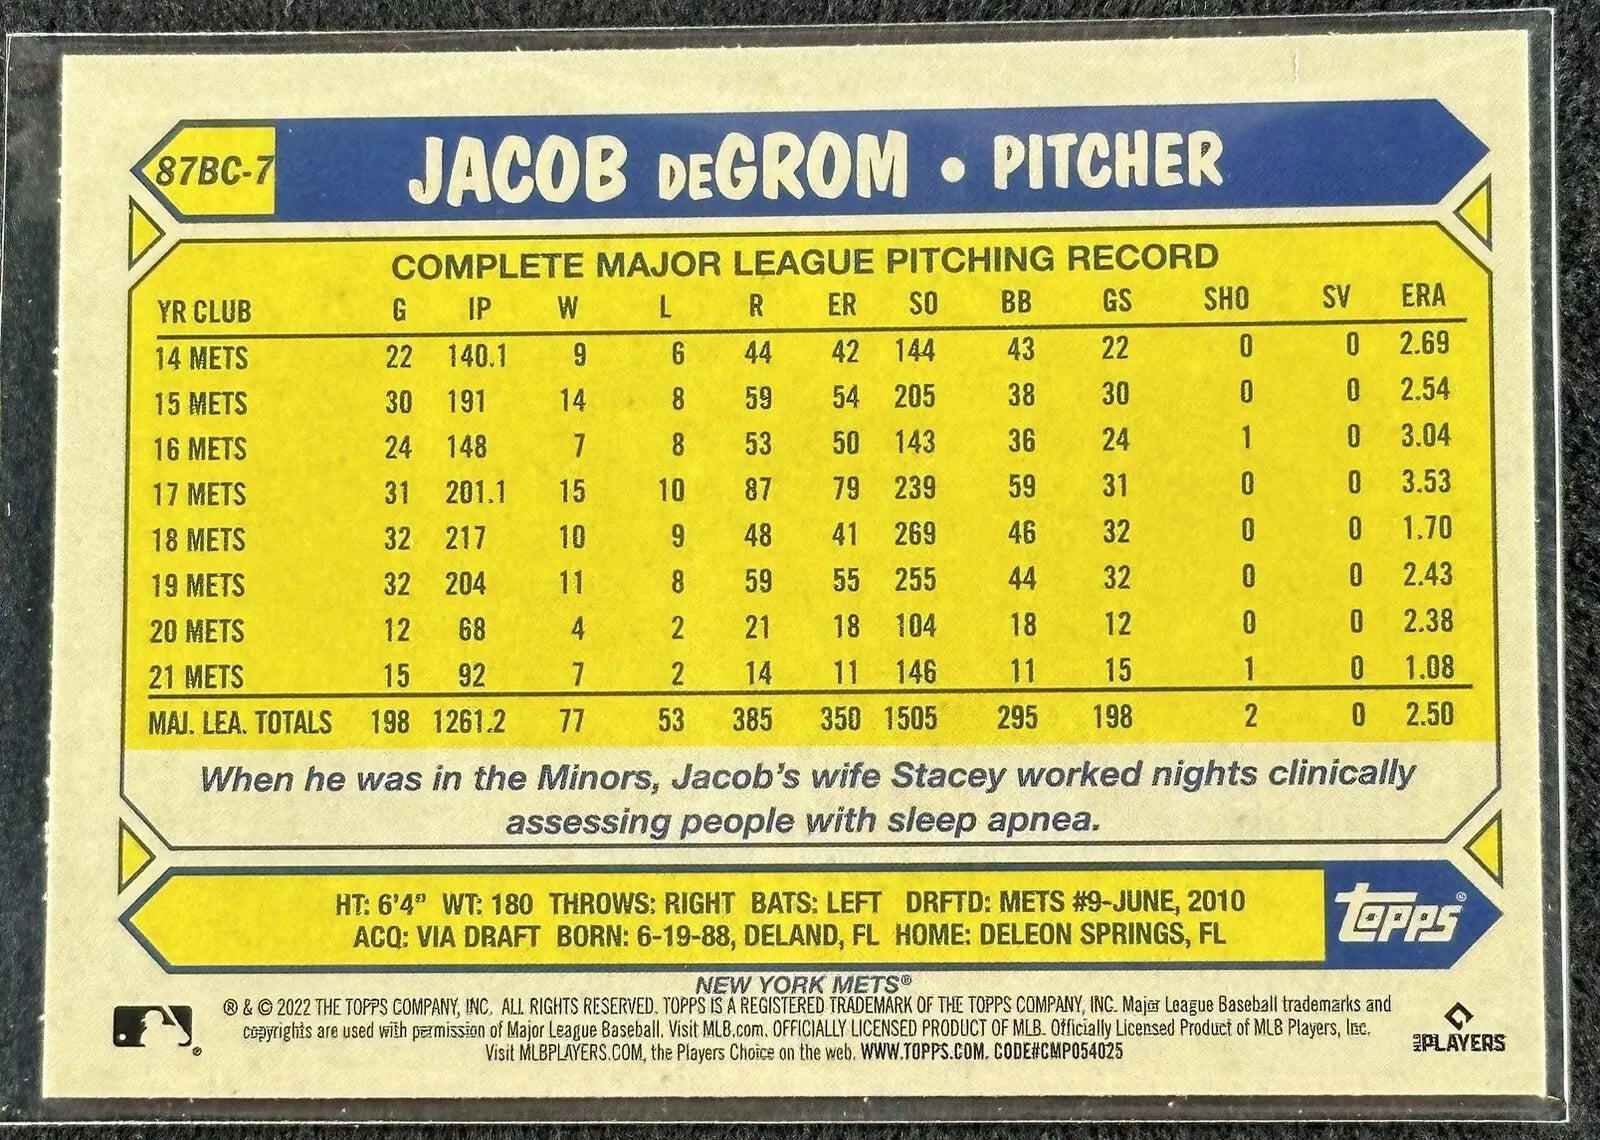 87BC-7 JACOB DEGROM • PITCHER
COMPLETE MAJOR LEAGUE PITCHING RECORD
YR CLUB G IP W L R ER SO BB GS SHO SV ERA
14 METS 22 140.1 9 6 44 42 144 43 22 0 0 2.69
15 METS 30 191 14 8 59 54 205 38 30 0 0 2.54
16 METS 24 148 7 8 53 50 143 36 24 1 0 3.04
17 METS 31 201.1 15 10 87 79 239 59 31 0 0 3.53
18 METS 32 217 10 9 48 41 269 46 32 0 0 1.70
19 METS 32 204 11 8 59 55 255 44 32 0 0 2.43
20 METS 12 68 4 2 21 18 104 18 12 0 0 2.38
21 METS 15 92 7 2 14 11 146 11 15 1 0 1.08
MAJ. LEA. TOTALS 198 1261.2 77 53 385 350 1505 295 198 2 0 2.50
When he was in the Minors, Jacob's wife Stacey worked nights clinically
assessing people with sleep apnea.
HT: 6'4" WT: 180 THROWS: RIGHT BATS: LEFT DRFTD: METS #9-JUNE, 2010
ACQ: VIA DRAFT BORN: 6-19-88, DELAND, FL HOME: DELEON SPRINGS, FL
Topps®
NEW YORK METS®
® & © 2022 THE TOPPS COMPANY, INC. ALL RIGHTS RESERVED. TOPPS IS A REGISTERED TRADEMARK OF THE TOPPS COMPANY, INC. Major League Baseball trademarks and
copyrights are used with permission of Major League Baseball. Visit MLB.com. OFFICIALLY LICENSED PRODUCT OF MLB. Officially Licensed Product of MLB Players, Inc.
Visit MLBPLAYERS.COM, the Players Choice on the web. WWW.TOPPS.COM. CODE#CMP054025
MLB PLAYERS